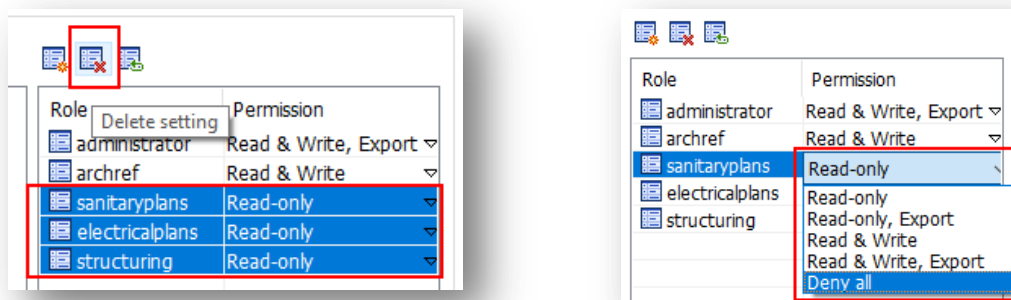 Role Permission
Delete setting
administrator Read & Write, Export
archref Read & Write
sanitaryplans Read-only
electricalplans Read-only
structuring Read-only
Role Permission
administrator Read & Write, Export
archref Read & Write
sanitaryplans Read-only
electricalplans Read-only
structuring Read-only, Export
Read & Write
Read & Write, Export
Deny all